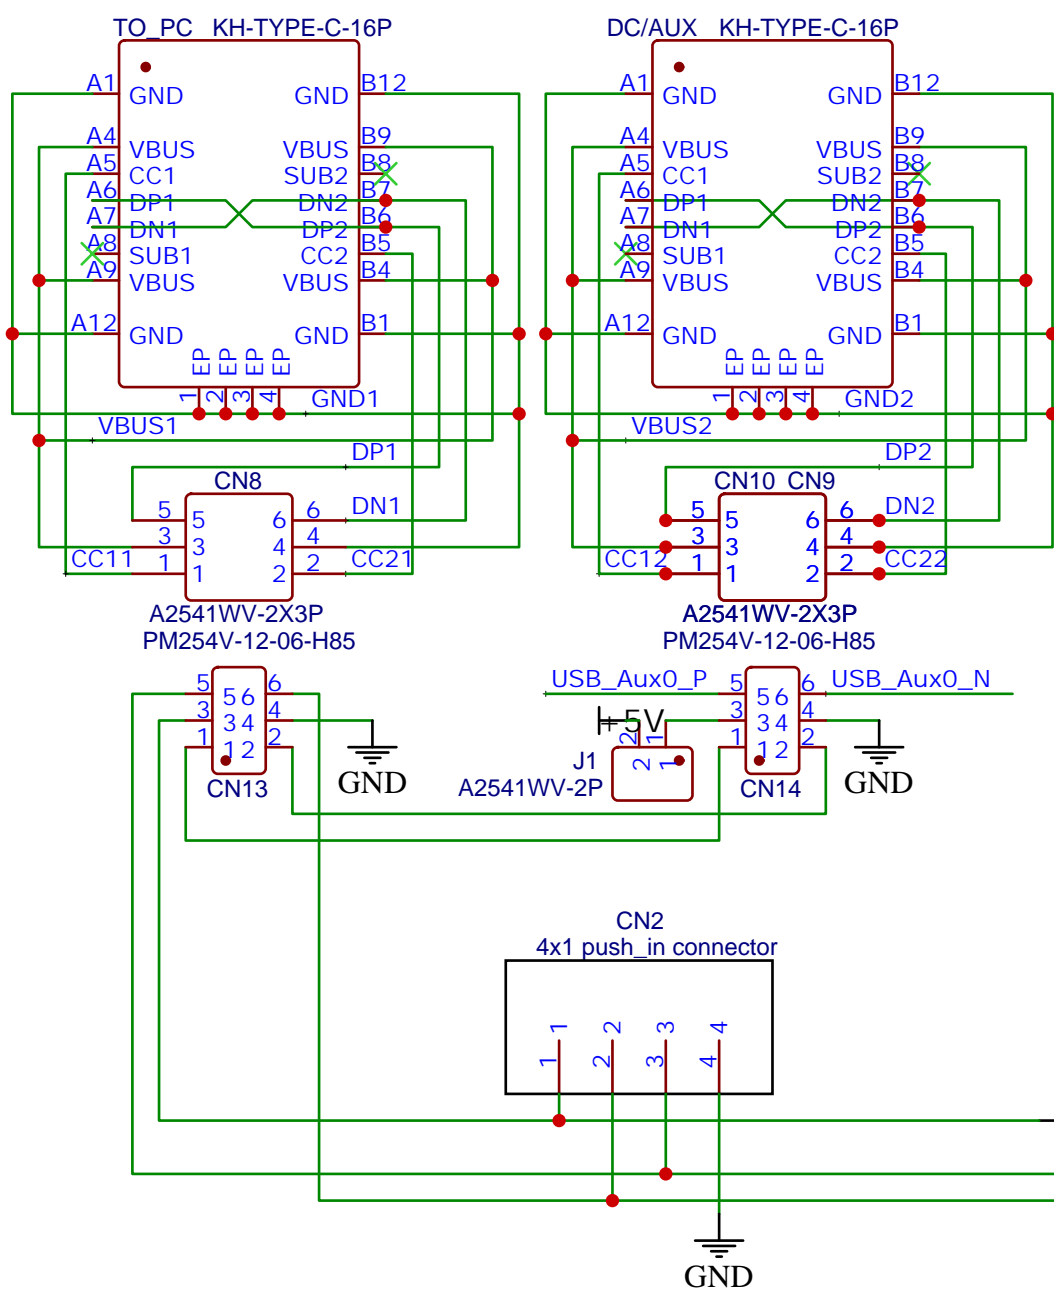 TO_PC KH-TYPE-C-16P
DC/AUX KH-TYPE-C-16P
A1 GND GND B12
A4 VBUS VBUS B9
A5 CC1 SUB2 B8
A6 DP1 DN2 B7
A7 DN1 DP2 B6
A8 SUB1 CC2 B5
A9 VBUS VBUS B4
A12 GND GND B1
EP EP EP EP
1 2 3 4
GND1
VBUS1
DP1
A1 GND GND B12
A4 VBUS VBUS B9
A5 CC1 SUB2 B8
A6 DP1 DN2 B7
A7 DN1 DP2 B6
A8 SUB1 CC2 B5
A9 VBUS VBUS B4
A12 GND GND B1
EP EP EP EP
1 2 3 4
GND2
VBUS2
DP2
CN8
5 5 6 6 DN1
3 3 4 4
CC11 1 1 2 2 CC21
A2541WV-2X3P
PM254V-12-06-H85
CN10 CN9
5 5 6 6 DN2
3 3 4 4
CC12 1 1 2 2 CC22
A2541WV-2X3P
PM254V-12-06-H85
5 5 6 6
3 3 4 4
1 1 2 2
CN13
GND
USB_Aux0_P 5 5 6 6 USB_Aux0_N
+5V 3 3 4 4
1 1 2 2
2 1
2 1
J1
A2541WV-2P
CN14
GND
CN2
4x1 push_in connector
1 2 3 4
1 2 3 4
GND